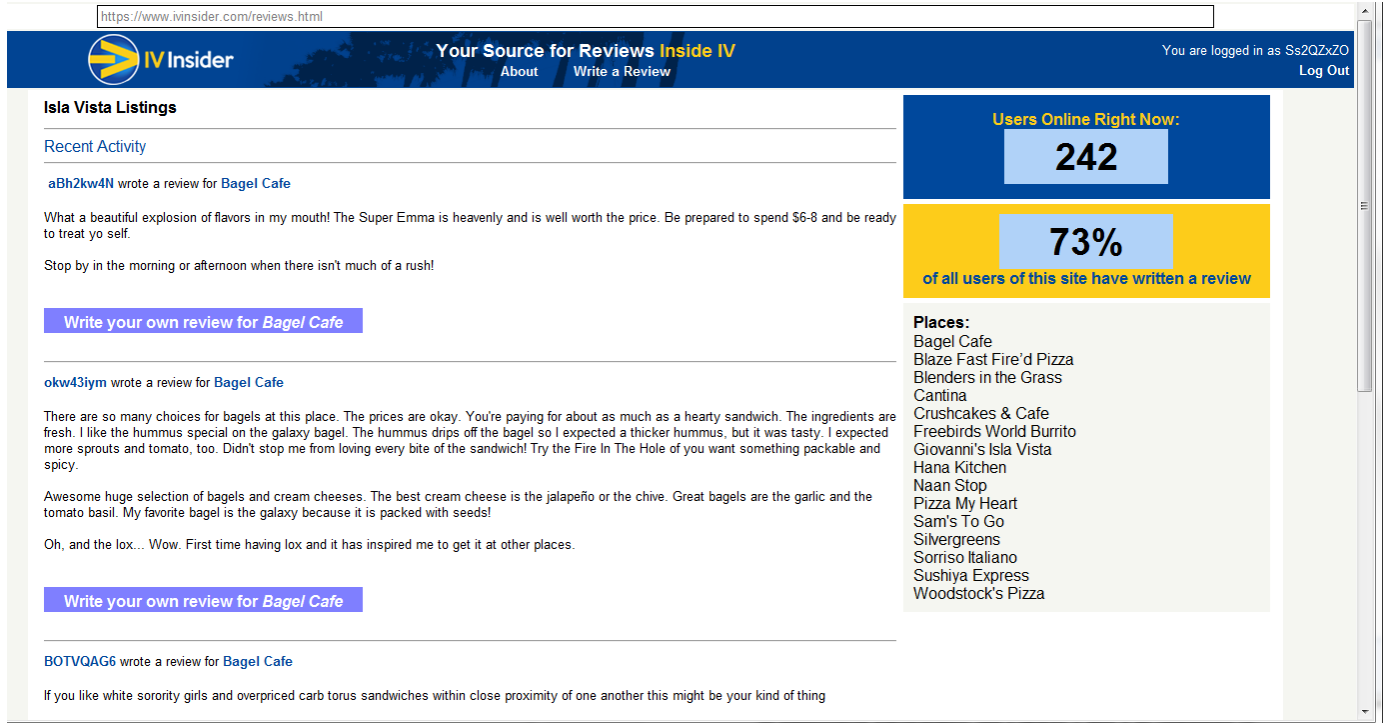 https://www.ivinsider.com/reviews.html
IV Insider
Your Source for Reviews Inside IV
About Write a Review
You are logged in as Ss2QZxZO
Log Out
Isla Vista Listings
Recent Activity
aBh2kw4N wrote a review for Bagel Cafe
What a beautiful explosion of flavors in my mouth! The Super Emma is heavenly and is well worth the price. Be prepared to spend $6-8 and be ready
to treat yo self.
Stop by in the morning or afternoon when there isn't much of a rush!
Write your own review for Bagel Cafe
okw43iym wrote a review for Bagel Cafe
There are so many choices for bagels at this place. The prices are okay. You're paying for about as much as a hearty sandwich. The ingredients are
fresh. I like the hummus special on the galaxy bagel. The hummus drips off the bagel so I expected a thicker hummus, but it was tasty. I expected
more sprouts and tomato, too. Didn't stop me from loving every bite of the sandwich! Try the Fire In The Hole of you want something packable and
spicy.
Awesome huge selection of bagels and cream cheeses. The best cream cheese is the jalapeño or the chive. Great bagels are the garlic and the
tomato basil. My favorite bagel is the galaxy because it is packed with seeds!
Oh, and the lox... Wow. First time having lox and it has inspired me to get it at other places.
Write your own review for Bagel Cafe
BOTVQAG6 wrote a review for Bagel Cafe
If you like white sorority girls and overpriced carb torus sandwiches within close proximity of one another this might be your kind of thing
Users Online Right Now:
242
73%
of all users of this site have written a review
Places:
Bagel Cafe
Blaze Fast Fire’d Pizza
Blenders in the Grass
Cantina
Crushcakes & Cafe
Freebirds World Burrito
Giovanni's Isla Vista
Hana Kitchen
Naan Stop
Pizza My Heart
Sam's To Go
Silvergreens
Sorriso Italiano
Sushiya Express
Woodstock's Pizza